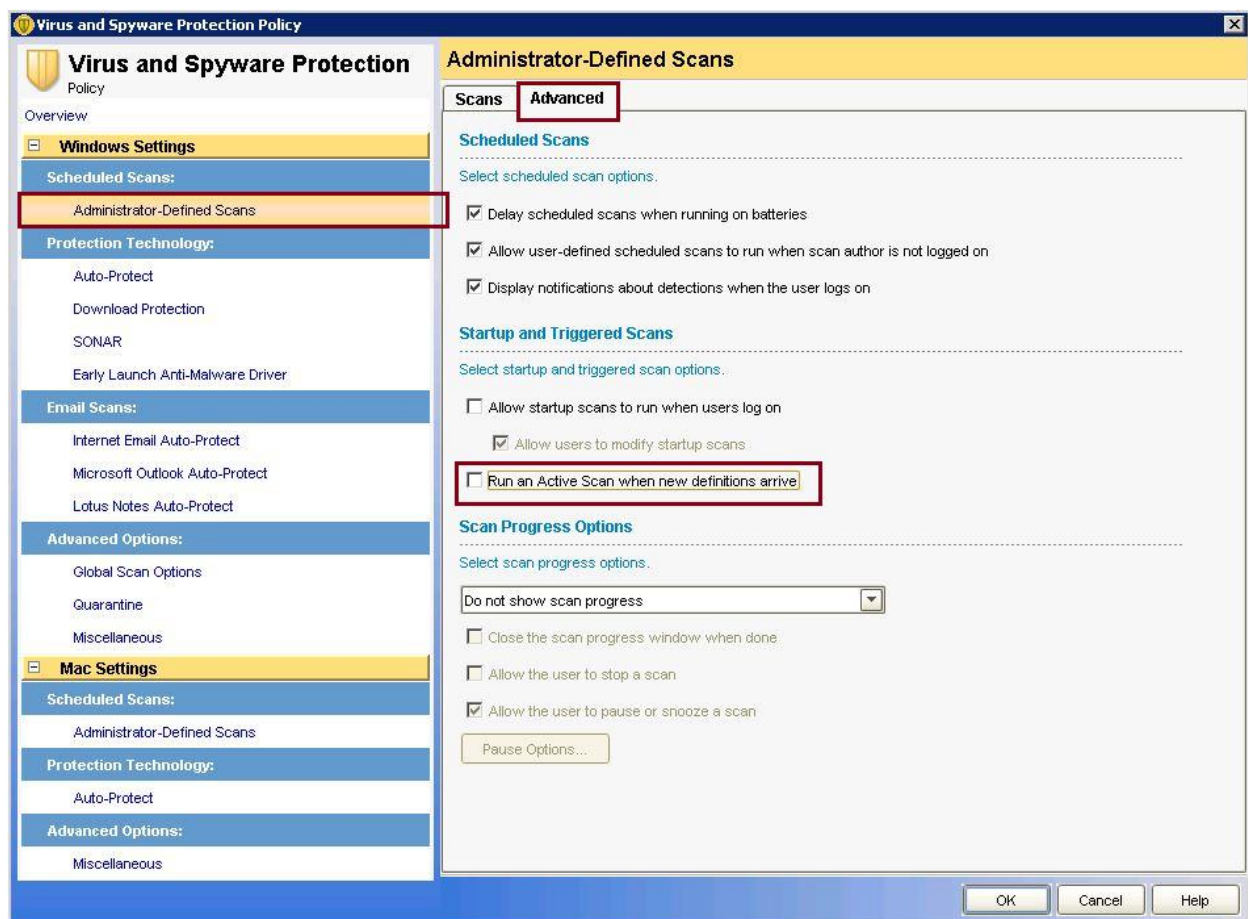 Virus and Spyware Protection Policy
Virus and Spyware Protection
Policy
Overview
Windows Settings
Scheduled Scans:
Administrator-Defined Scans
Protection Technology:
Auto-Protect
Download Protection
SONAR
Early Launch Anti-Malware Driver
Email Scans:
Internet Email Auto-Protect
Microsoft Outlook Auto-Protect
Lotus Notes Auto-Protect
Advanced Options:
Global Scan Options
Quarantine
Miscellaneous
Mac Settings
Scheduled Scans:
Administrator-Defined Scans
Protection Technology:
Auto-Protect
Advanced Options:
Miscellaneous
Administrator-Defined Scans
Scans Advanced
Scheduled Scans
Select scheduled scan options.
Delay scheduled scans when running on batteries
Allow user-defined scheduled scans to run when scan author is not logged on
Display notifications about detections when the user logs on
Startup and Triggered Scans
Select startup and triggered scan options.
Allow startup scans to run when users log on
Allow users to modify startup scans
Run an Active Scan when new definitions arrive
Scan Progress Options
Select scan progress options.
Do not show scan progress
Close the scan progress window when done
Allow the user to stop a scan
Allow the user to pause or snooze a scan
Pause Options...
OK Cancel Help